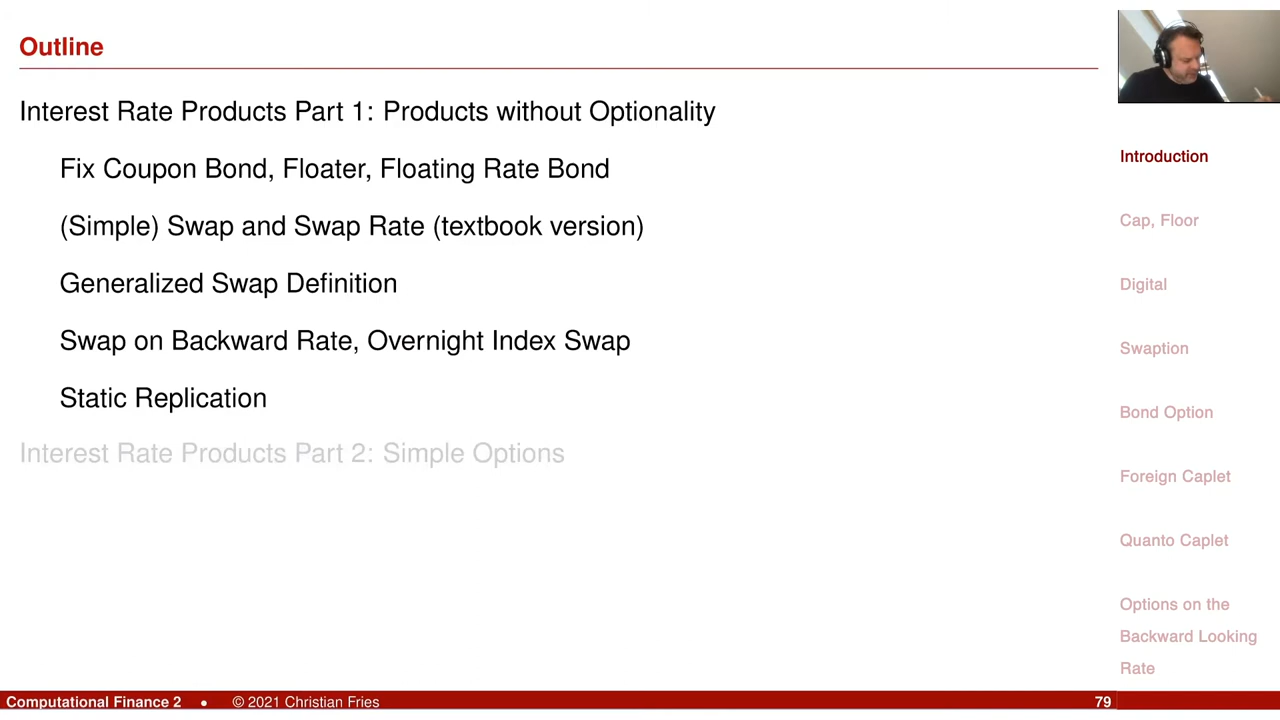 Outline
Interest Rate Products Part 1: Products without Optionality
Fix Coupon Bond, Floater, Floating Rate Bond
(Simple) Swap and Swap Rate (textbook version)
Generalized Swap Definition
Swap on Backward Rate, Overnight Index Swap
Static Replication
Interest Rate Products Part 2: Simple Options
Introduction
Cap, Floor
Digital
Swaption
Bond Option
Foreign Caplet
Quanto Caplet
Options on the
Backward Looking
Rate
Computational Finance 2 • © 2021 Christian Fries 79